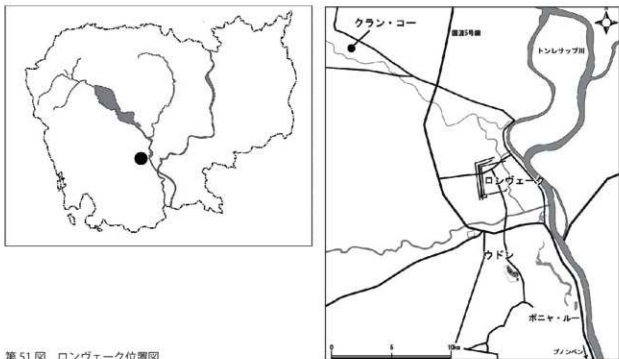 クラン・コー
国道5号線
トンレサップ川
ロンヴェーク
ウドン
ポニャ・ルー
プノンペン
0 5 10km
第 51 図 ロンヴェーク位置図